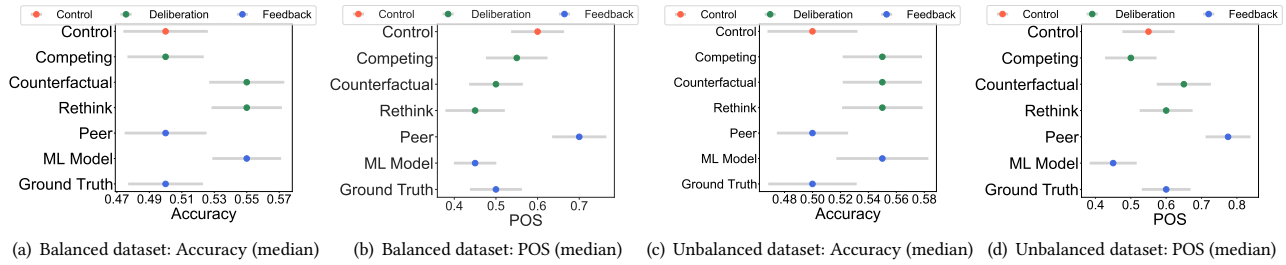 Control Deliberation Feedback
Control
Competing
Counterfactual
Rethink
Peer
ML Model
Ground Truth
0.47 0.49 0.51 0.53 0.55 0.57
Accuracy
(a) Balanced dataset: Accuracy (median)
Control Deliberation Feedback
Control
Competing
Counterfactual
Rethink
Peer
ML Model
Ground Truth
0.4 0.5 0.6 0.7
POS
(b) Balanced dataset: POS (median)
Control Deliberation Feedback
Control
Competing
Counterfactual
Rethink
Peer
ML Model
Ground Truth
0.48 0.50 0.52 0.54 0.56 0.58
Accuracy
(c) Unbalanced dataset: Accuracy (median)
Control Deliberation Feedback
Control
Competing
Counterfactual
Rethink
Peer
ML Model
Ground Truth
0.4 0.5 0.6 0.7 0.8
POS
(d) Unbalanced dataset: POS (median)